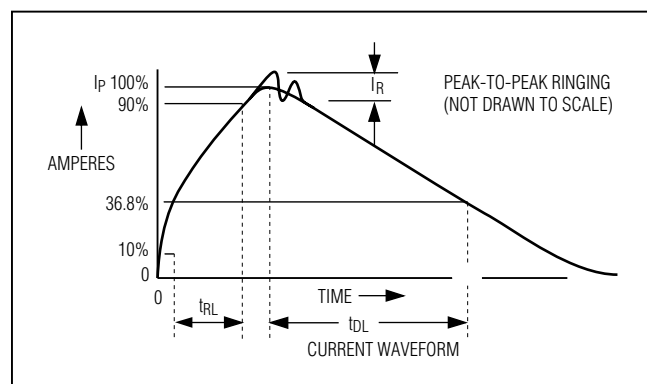 IP 100%
90%
IR
PEAK-TO-PEAK RINGING
(NOT DRAWN TO SCALE)
AMPERES
36.8%
10%
0
0
TIME
tRL
tDL
CURRENT WAVEFORM